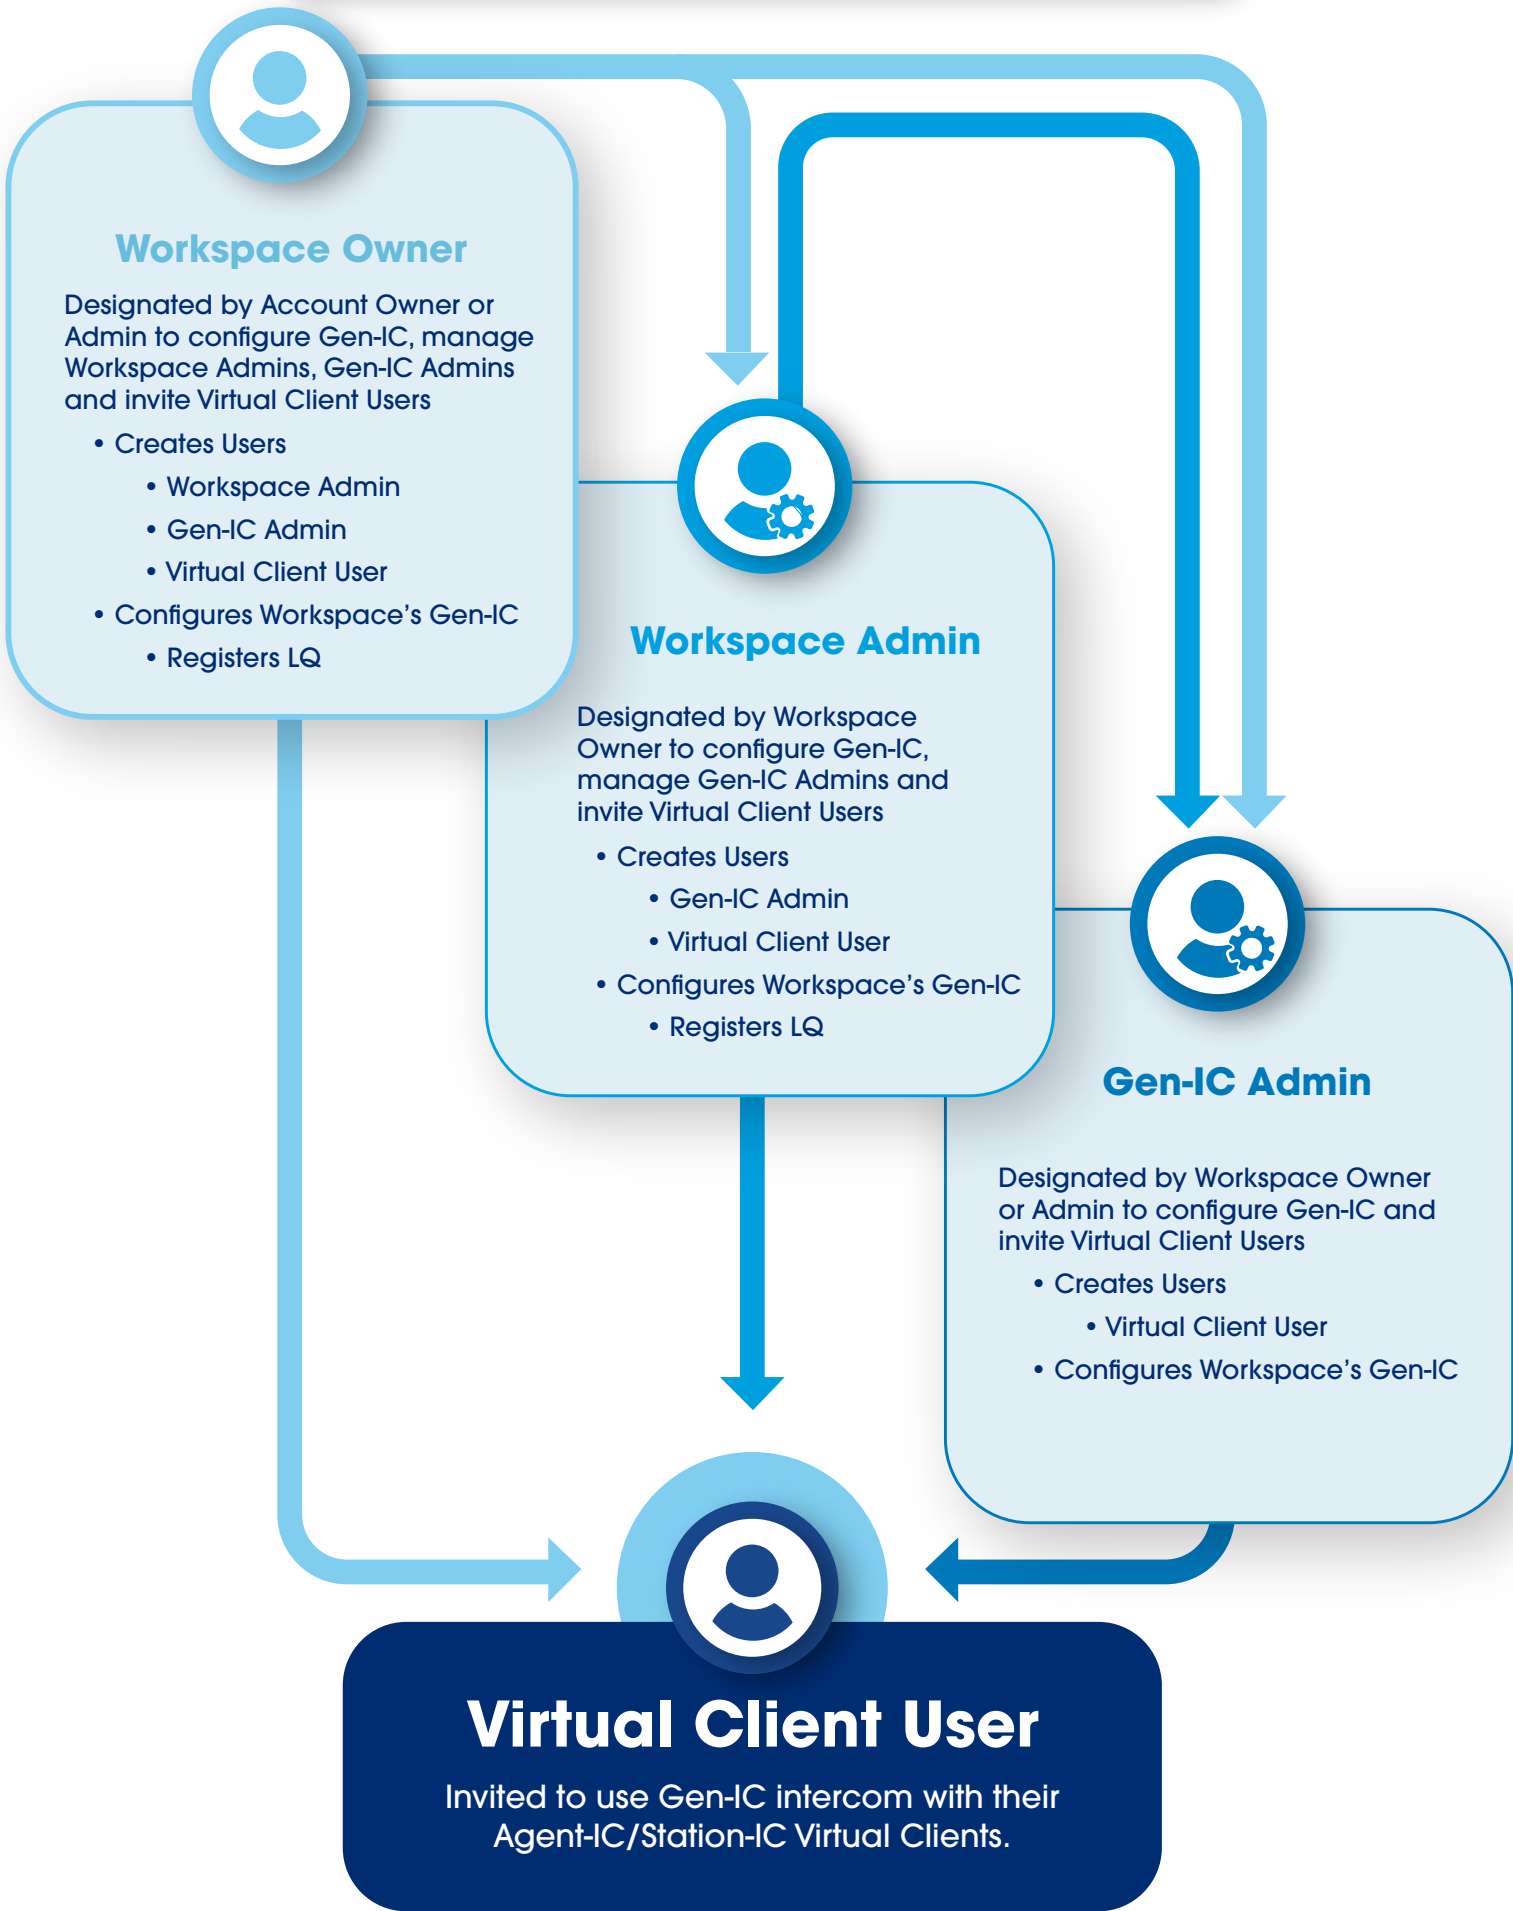 Workspace Owner
Designated by Account Owner or
Admin to configure Gen-IC, manage
Workspace Admins, Gen-IC Admins
and invite Virtual Client Users
• Creates Users
• Workspace Admin
• Gen-IC Admin
• Virtual Client User
• Configures Workspace’s Gen-IC
• Registers LQ
Workspace Admin
Designated by Workspace
Owner to configure Gen-IC,
manage Gen-IC Admins and
invite Virtual Client Users
• Creates Users
• Gen-IC Admin
• Virtual Client User
• Configures Workspace’s Gen-IC
• Registers LQ
Gen-IC Admin
Designated by Workspace Owner
or Admin to configure Gen-IC and
invite Virtual Client Users
• Creates Users
• Virtual Client User
• Configures Workspace’s Gen-IC
Virtual Client User
Invited to use Gen-IC intercom with their
Agent-IC/Station-IC Virtual Clients.